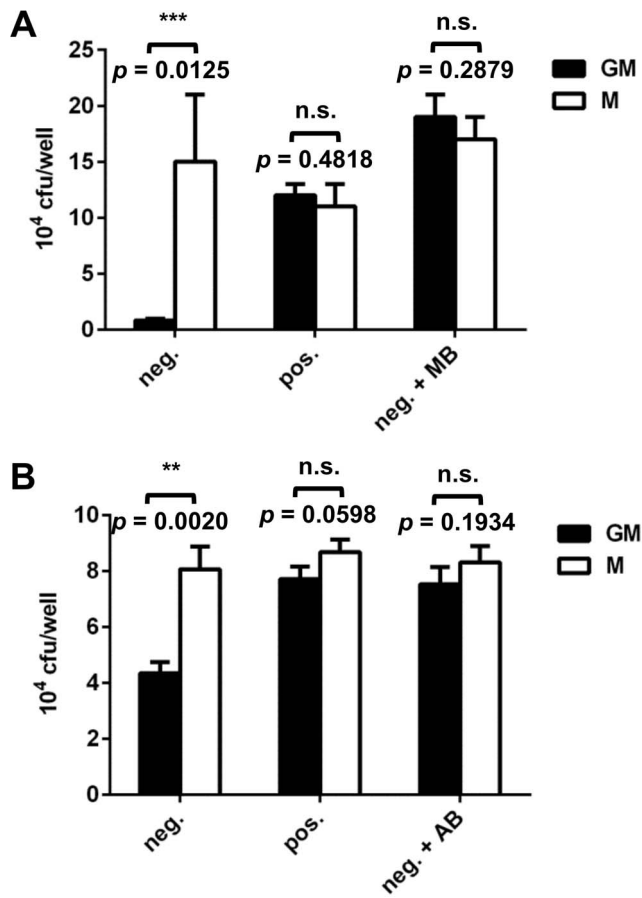 A
***
p = 0.0125
n.s.
p = 0.4818
n.s.
p = 0.2879
GM
M
25
20
15
10
5
0
10⁴ cfu/well
neg.
pos.
neg. + MB
B
**
p = 0.0020
n.s.
p = 0.0598
n.s.
p = 0.1934
GM
M
10
8
6
4
2
0
10⁴ cfu/well
neg.
pos.
neg. + AB